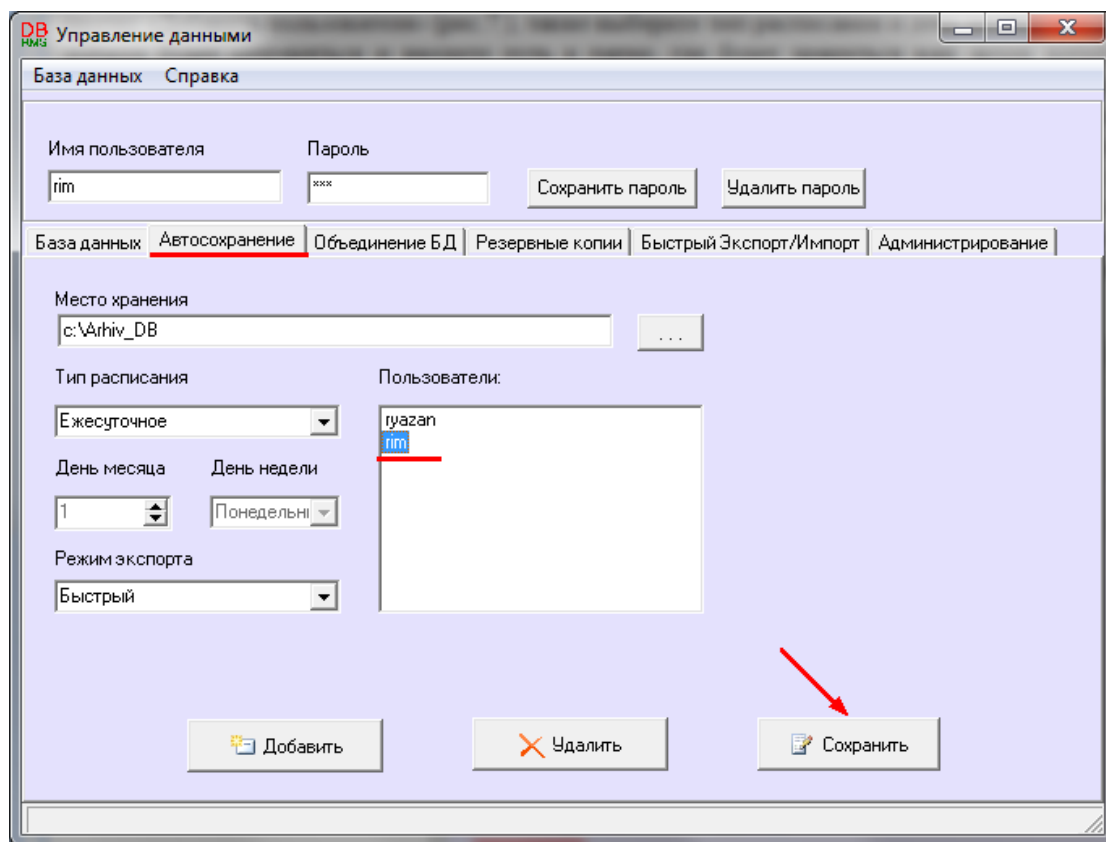 DB HMS Управление данными
База данных Справка
Имя пользователя Пароль
rim *** Сохранить пароль Удалить пароль
База данных Автосохранение Объединение БД Резервные копии Быстрый Экспорт/Импорт Администрирование
Место хранения
c:\Arhiv_DB ...
Тип расписания Пользователи:
Ежесуточное ryazan
rim
День месяца День недели
1 Понедельн
Режим экспорта
Быстрый
Добавить Удалить Сохранить